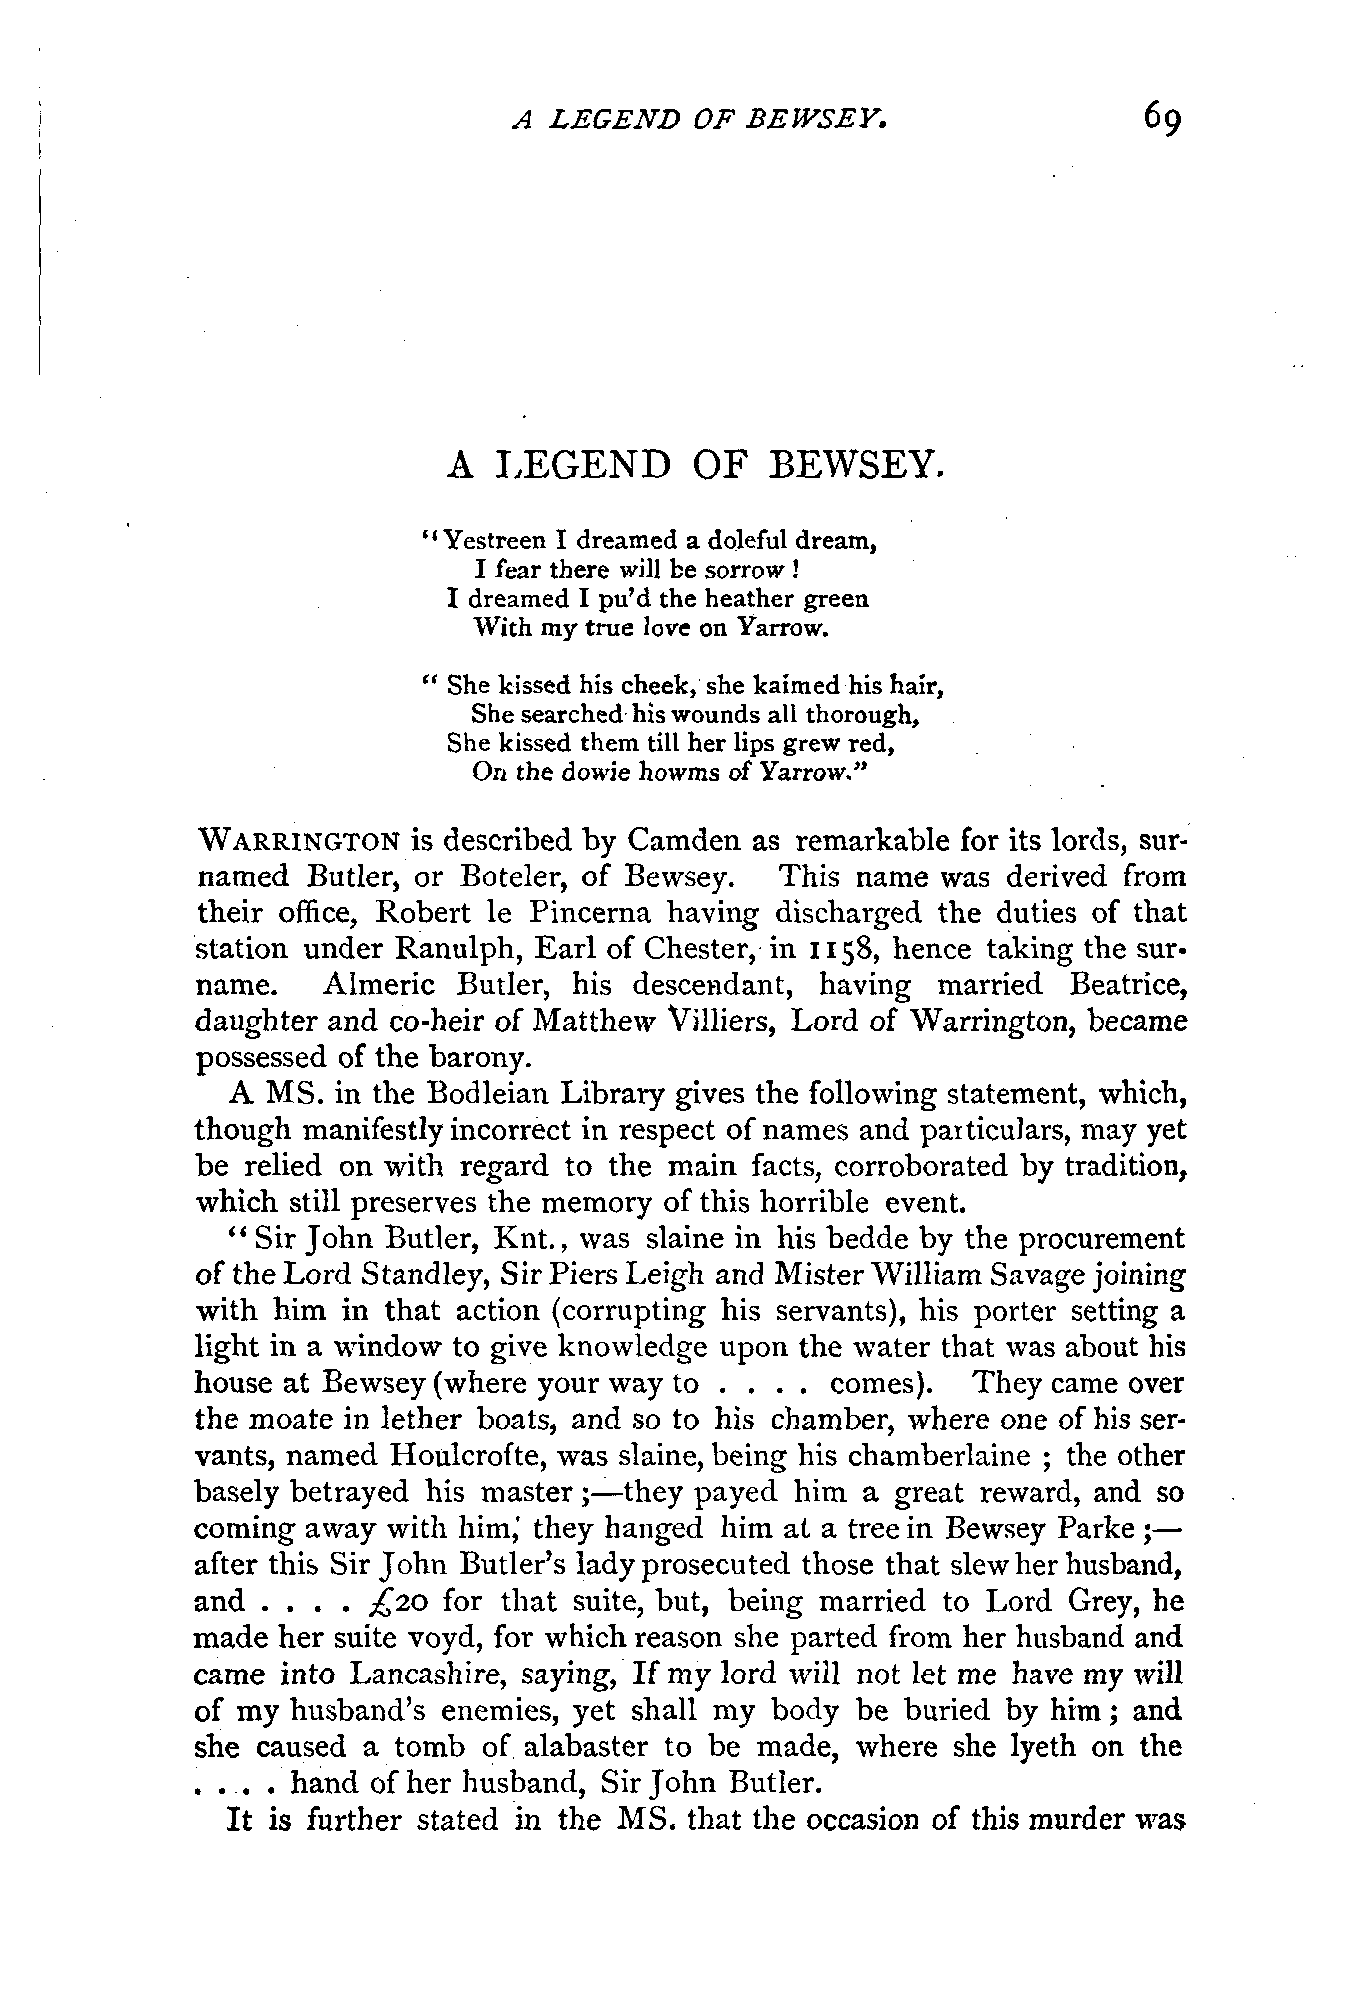 A LEGEND OF BEWSEY. 69
A LEGEND OF BEWSEY.
"Yestreen I dreamed a doleful dream,
I fear there will be sorrow!
I dreamed I pu'd the heather green
With my true love on Yarrow.
"She kissed his cheek, she kaimed his hair,
She searched his wounds all thorough,
She kissed them till her lips grew red,
On the dowie howms of Yarrow."
WARRINGTON is described by Camden as remarkable for its lords, sur-
named Butler, or Boteler, of Bewsey. This name was derived from
their office, Robert le Pincerna having discharged the duties of that
station under Ranulph, Earl of Chester, in 1158, hence taking the sur-
name. Almeric Butler, his descendant, having married Beatrice,
daughter and co-heir of Matthew Villiers, Lord of Warrington, became
possessed of the barony.
A MS. in the Bodleian Library gives the following statement, which,
though manifestly incorrect in respect of names and particulars, may yet
be relied on with regard to the main facts, corroborated by tradition,
which still preserves the memory of this horrible event.
"Sir John Butler, Knt., was slaine in his bedde by the procurement
of the Lord Standley, Sir Piers Leigh and Mister William Savage joining
with him in that action (corrupting his servants), his porter setting a
light in a window to give knowledge upon the water that was about his
house at Bewsey (where your way to . . . . comes). They came over
the moate in lether boats, and so to his chamber, where one of his ser-
vants, named Houlcrofte, was slaine, being his chamberlaine ; the other
basely betrayed his master ;—they payed him a great reward, and so
coming away with him, they hanged him at a tree in Bewsey Parke ;—
after this Sir John Butler's lady prosecuted those that slew her husband,
and . . . . £20 for that suite, but, being married to Lord Grey, he
made her suite voyd, for which reason she parted from her husband and
came into Lancashire, saying, If my lord will not let me have my will
of my husband's enemies, yet shall my body be buried by him ; and
she caused a tomb of alabaster to be made, where she lyeth on the
. . . . hand of her husband, Sir John Butler.
It is further stated in the MS. that the occasion of this murder was